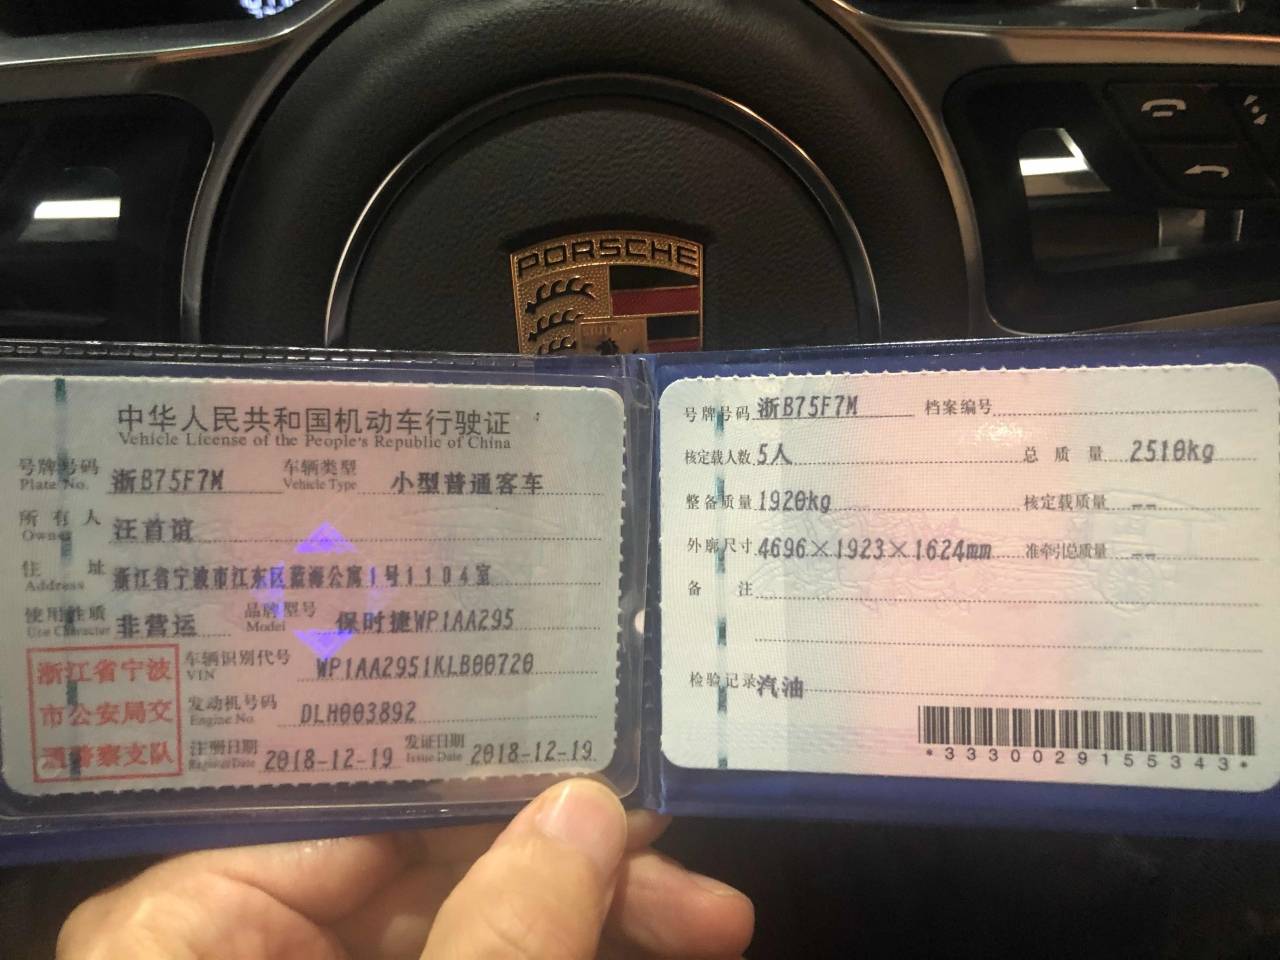 PORSCHE
中华人民共和国机动车行驶证
Vehicle License of the People's Republic of China
号牌号码 浙B75F7M 车辆类型 小型普通客车
Plate No. Vehicle Type
所有人 汪首谊
Owner
住址 浙江省宁波市江东区蓝海公寓1号1104室
Address
使用性质 非营运 品牌型号 保时捷WP1AA295
Use Character Model
浙江省宁波
市公安局交
通警察支队
车辆识别代号 WP1AA2951KLB00720
VIN
发动机号码 DLH003892
Engine No.
注册日期 2018-12-19 发证日期 2018-12-19
Register Date Issue Date
号牌号码 浙B75F7M 档案编号
核定载人数 5人 总质量 2510kg
整备质量 1920kg 核定载质量 --
外廓尺寸 4696×1923×1624mm 准牵引总质量 --
备注
检验记录 汽油
*3330029155343*